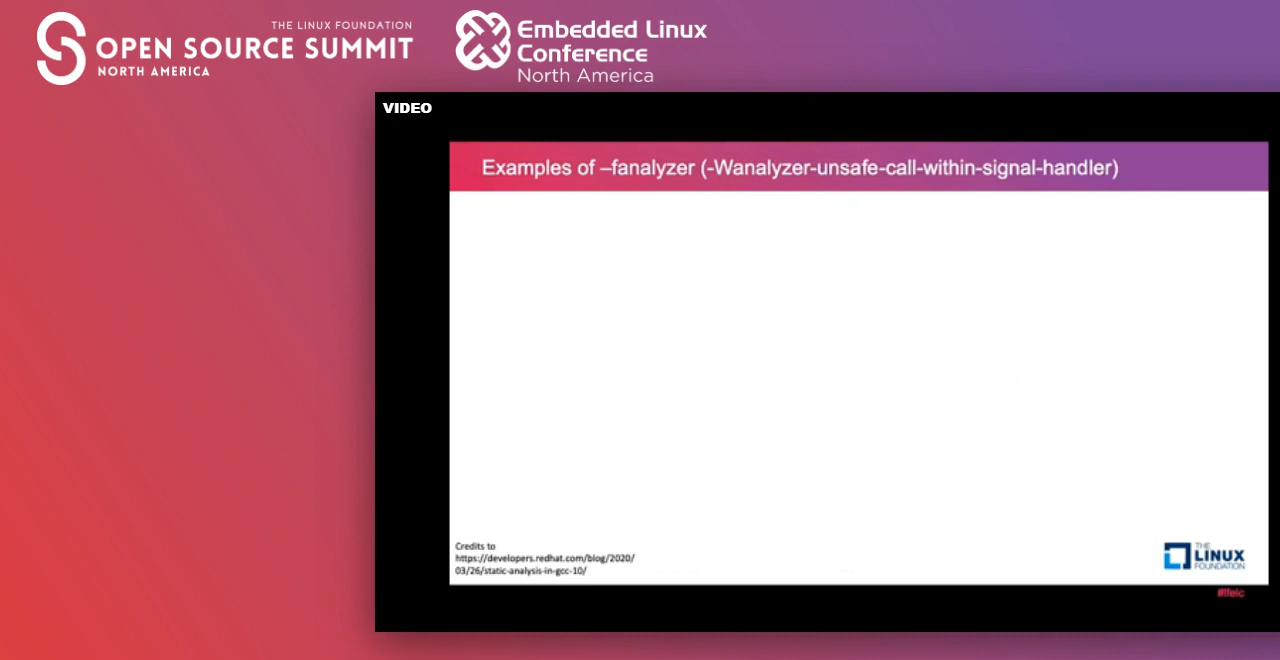 THE LINUX FOUNDATION
OPEN SOURCE SUMMIT
NORTH AMERICA
Embedded Linux
Conference
North America
VIDEO
Examples of –fanalyzer (-Wanalyzer-unsafe-call-within-signal-handler)
Credits to
https://developers.redhat.com/blog/2020/
03/26/static-analysis-in-gcc-10/
THE
LINUX
FOUNDATION
#lfelc